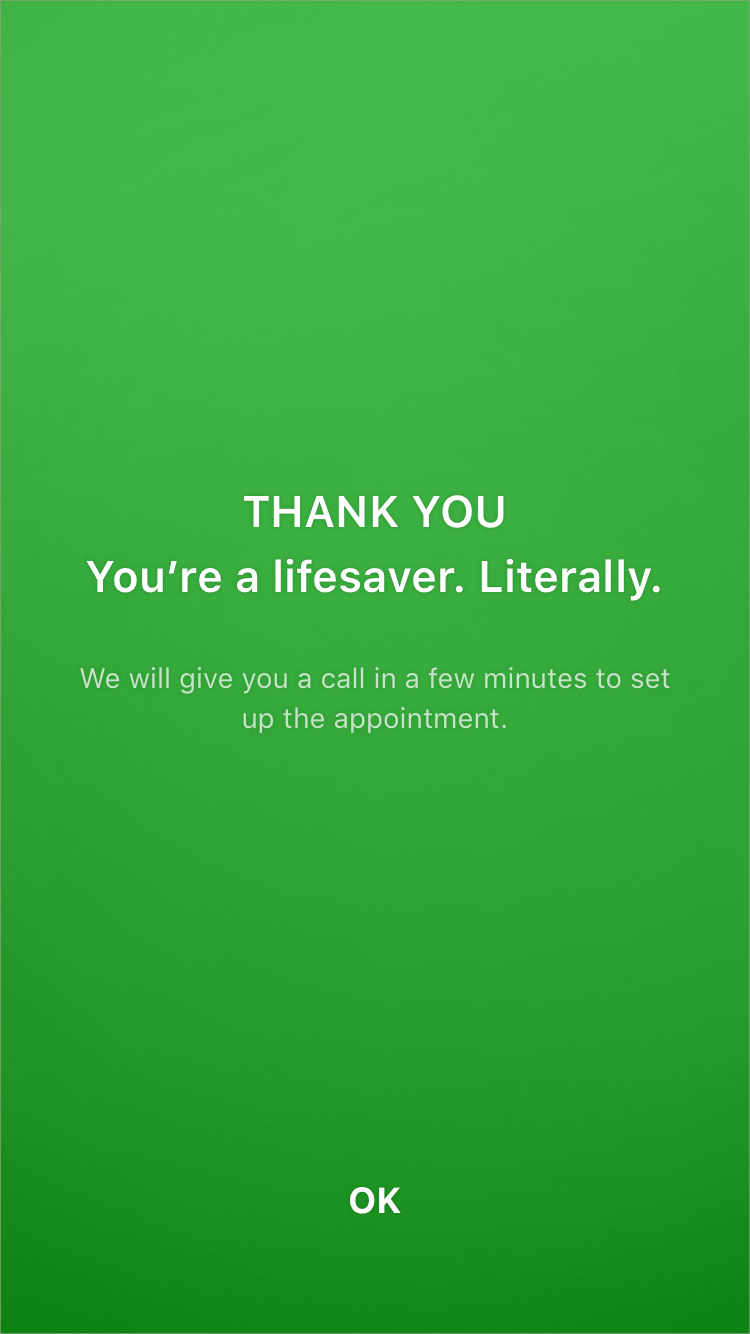 THANK YOU
You’re a lifesaver. Literally.
We will give you a call in a few minutes to set
up the appointment.
OK